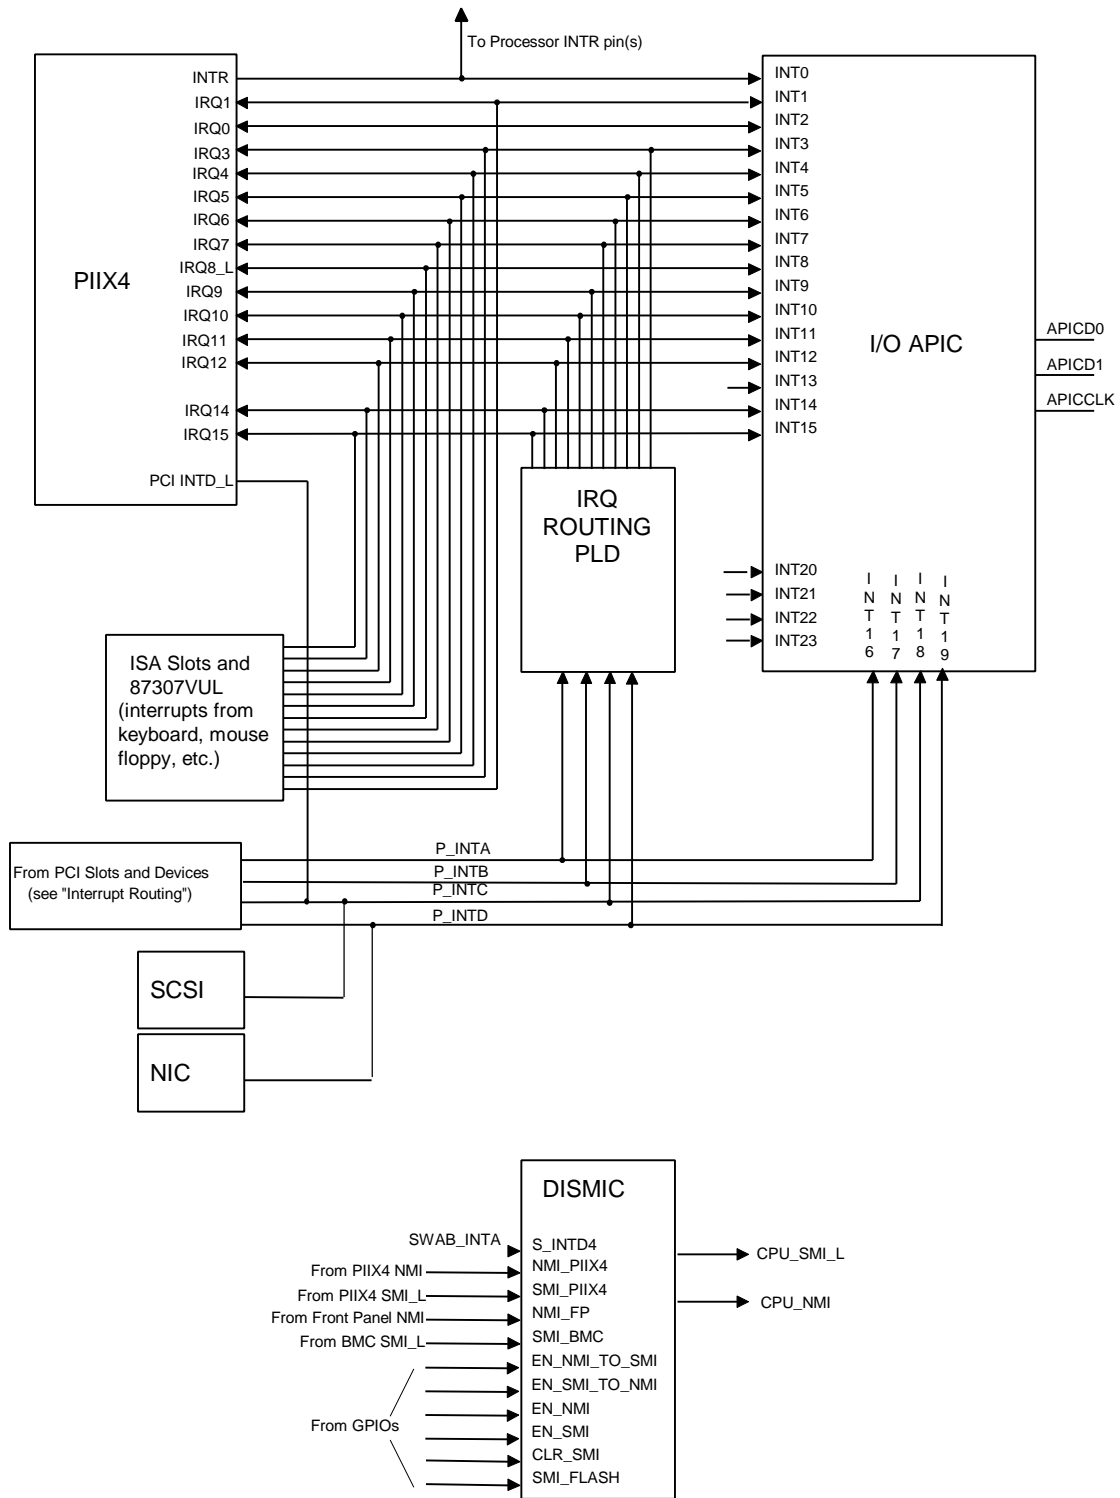 To Processor INTR pin(s)
PIIX4
INTR
IRQ1
IRQ0
IRQ3
IRQ4
IRQ5
IRQ6
IRQ7
IRQ8_L
IRQ9
IRQ10
IRQ11
IRQ12
IRQ14
IRQ15
PCI INTD_L
I/O APIC
INT0
INT1
INT2
INT3
INT4
INT5
INT6
INT7
INT8
INT9
INT10
INT11
INT12
INT13
INT14
INT15
INT20
INT21
INT22
INT23
INT16
INT17
INT18
INT19
APICD0
APICD1
APICCLK
IRQ
ROUTING
PLD
ISA Slots and
87307VUL
(interrupts from
keyboard, mouse
floppy, etc.)
From PCI Slots and Devices
(see "Interrupt Routing")
P_INTA
P_INTB
P_INTC
P_INTD
SCSI
NIC
DISMIC
SWAB_INTA
From PIIX4 NMI
From PIIX4 SMI_L
From Front Panel NMI
From BMC SMI_L
From GPIOs
S_INTD4
NMI_PIIX4
SMI_PIIX4
NMI_FP
SMI_BMC
EN_NMI_TO_SMI
EN_SMI_TO_NMI
EN_NMI
EN_SMI
CLR_SMI
SMI_FLASH
CPU_SMI_L
CPU_NMI